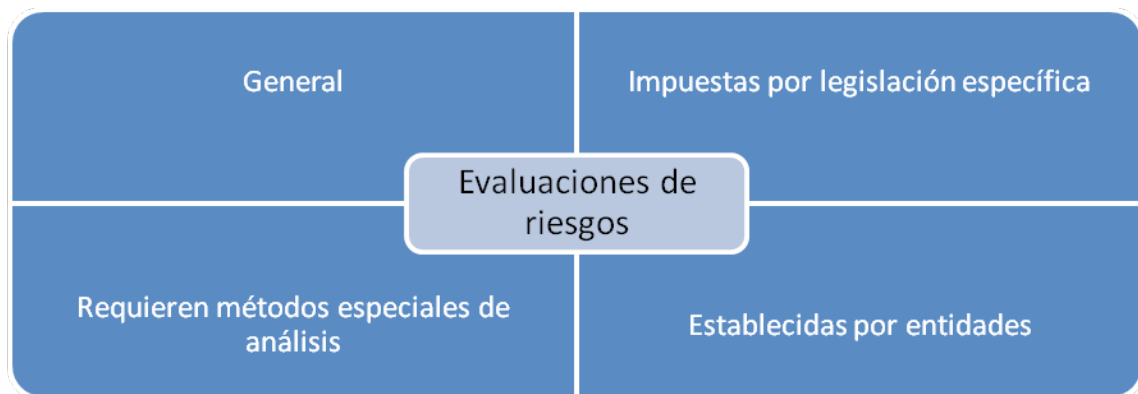 General
Impuestas por legislación específica
Evaluaciones de
riesgos
Requieren métodos especiales de
análisis
Establecidas por entidades